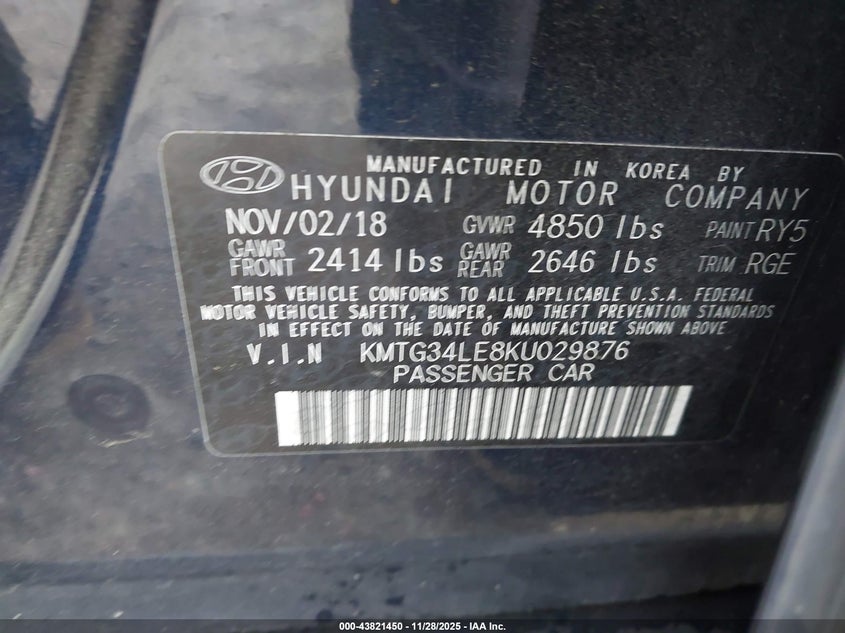 MANUFACTURED IN KOREA BY
HYUNDAI MOTOR COMPANY
NOV/02/18 GVWR 4850 lbs PAINT RY5
GAWR FRONT 2414 lbs GAWR REAR 2646 lbs TRIM RGE
THIS VEHICLE CONFORMS TO ALL APPLICABLE U.S.A. FEDERAL
MOTOR VEHICLE SAFETY, BUMPER, AND THEFT PREVENTION STANDARDS
IN EFFECT ON THE DATE OF MANUFACTURE SHOWN ABOVE
V.I.N KMTG34LE8KU029876
PASSENGER CAR
000-43821450 | 11/28/2025 - IAA Inc.